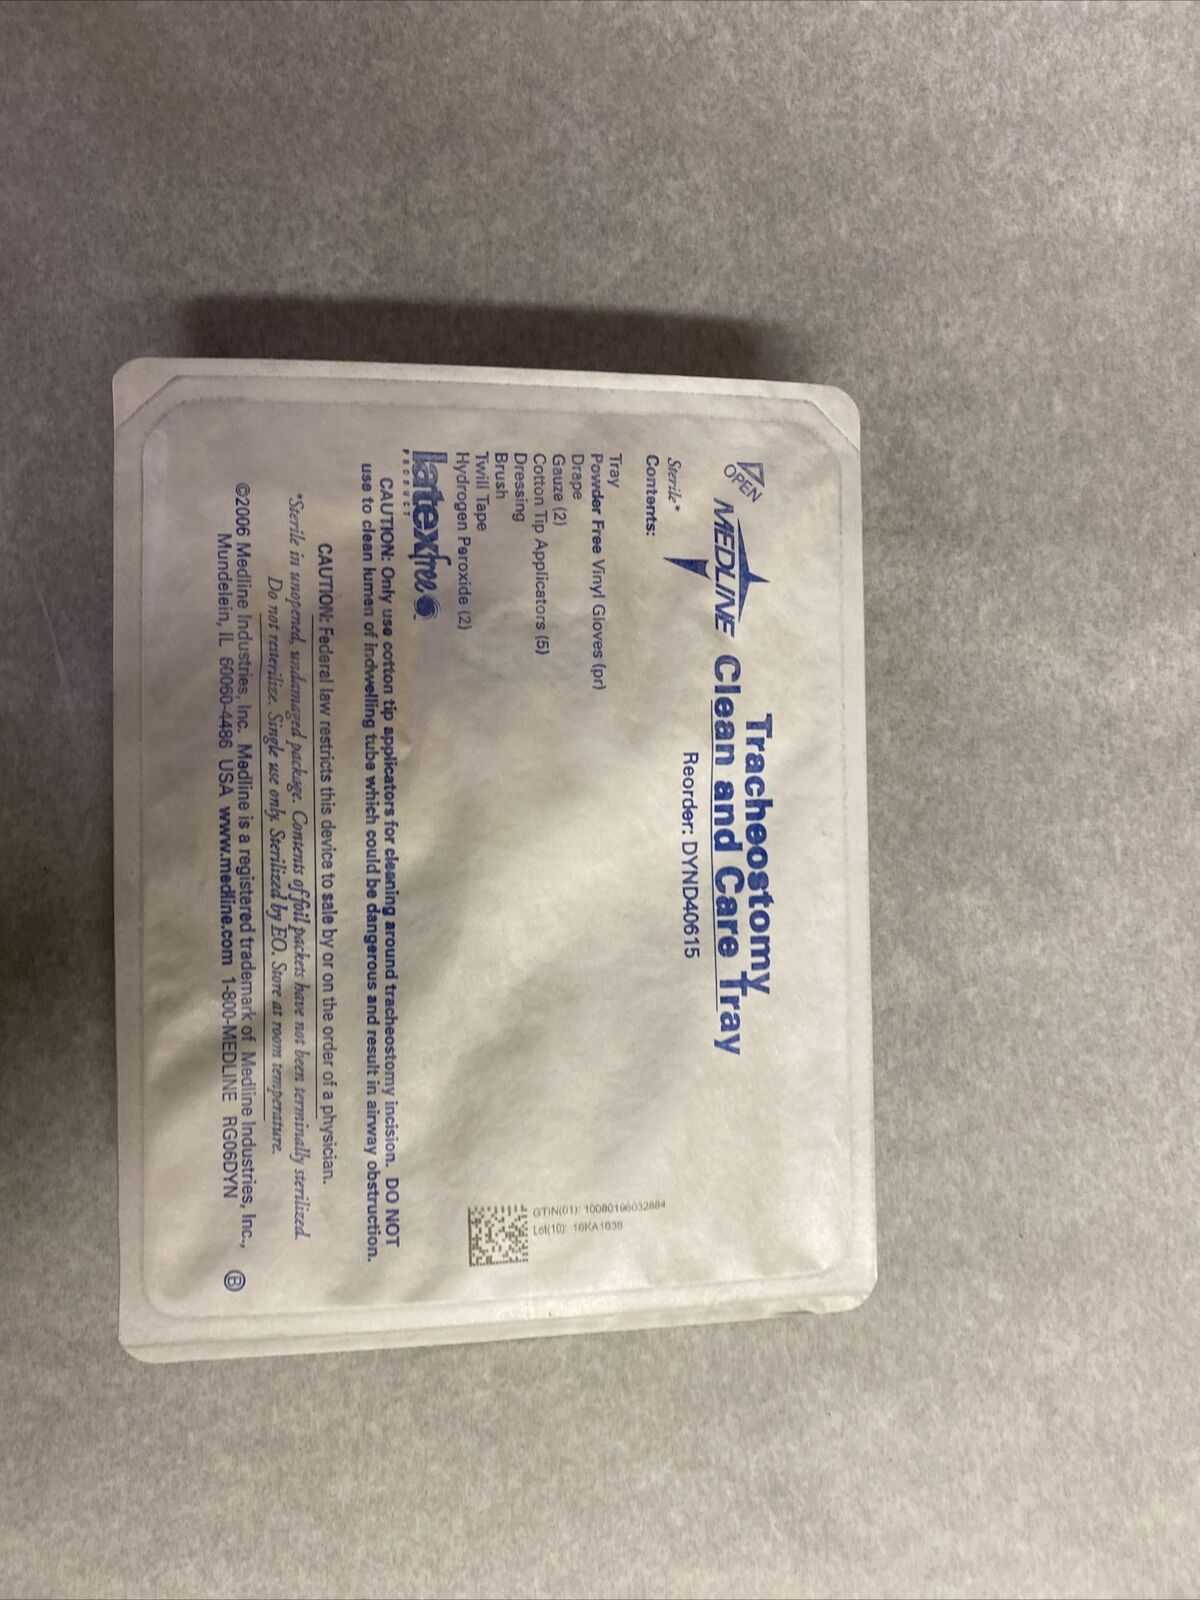 OPEN
MEDLINE
Tracheostomy
Clean and Care Tray
Reorder: DYND40615
Sterile*
Contents:
Tray
Powder Free Vinyl Gloves (pr)
Drape
Gauze (2)
Cotton Tip Applicators (5)
Dressing
Brush
Twill Tape
Hydrogen Peroxide (2)
GTIN(01): 10080196032884
Lot(10): 16KA1638
latexfree
PRODUCT
CAUTION: Only use cotton tip applicators for cleaning around tracheostomy incision. DO NOT
use to clean lumen of indwelling tube which could be dangerous and result in airway obstruction.
CAUTION: Federal law restricts this device to sale by or on the order of a physician.
*Sterile in unopened, undamaged package. Contents of foil packets have not been terminally sterilized.
Do not resterilize. Single use only. Sterilized by EO. Store at room temperature.
©2006 Medline Industries, Inc. Medline is a registered trademark of Medline Industries, Inc.,
Mundelein, IL 60060-4486 USA www.medline.com 1-800-MEDLINE RG06DYN
B